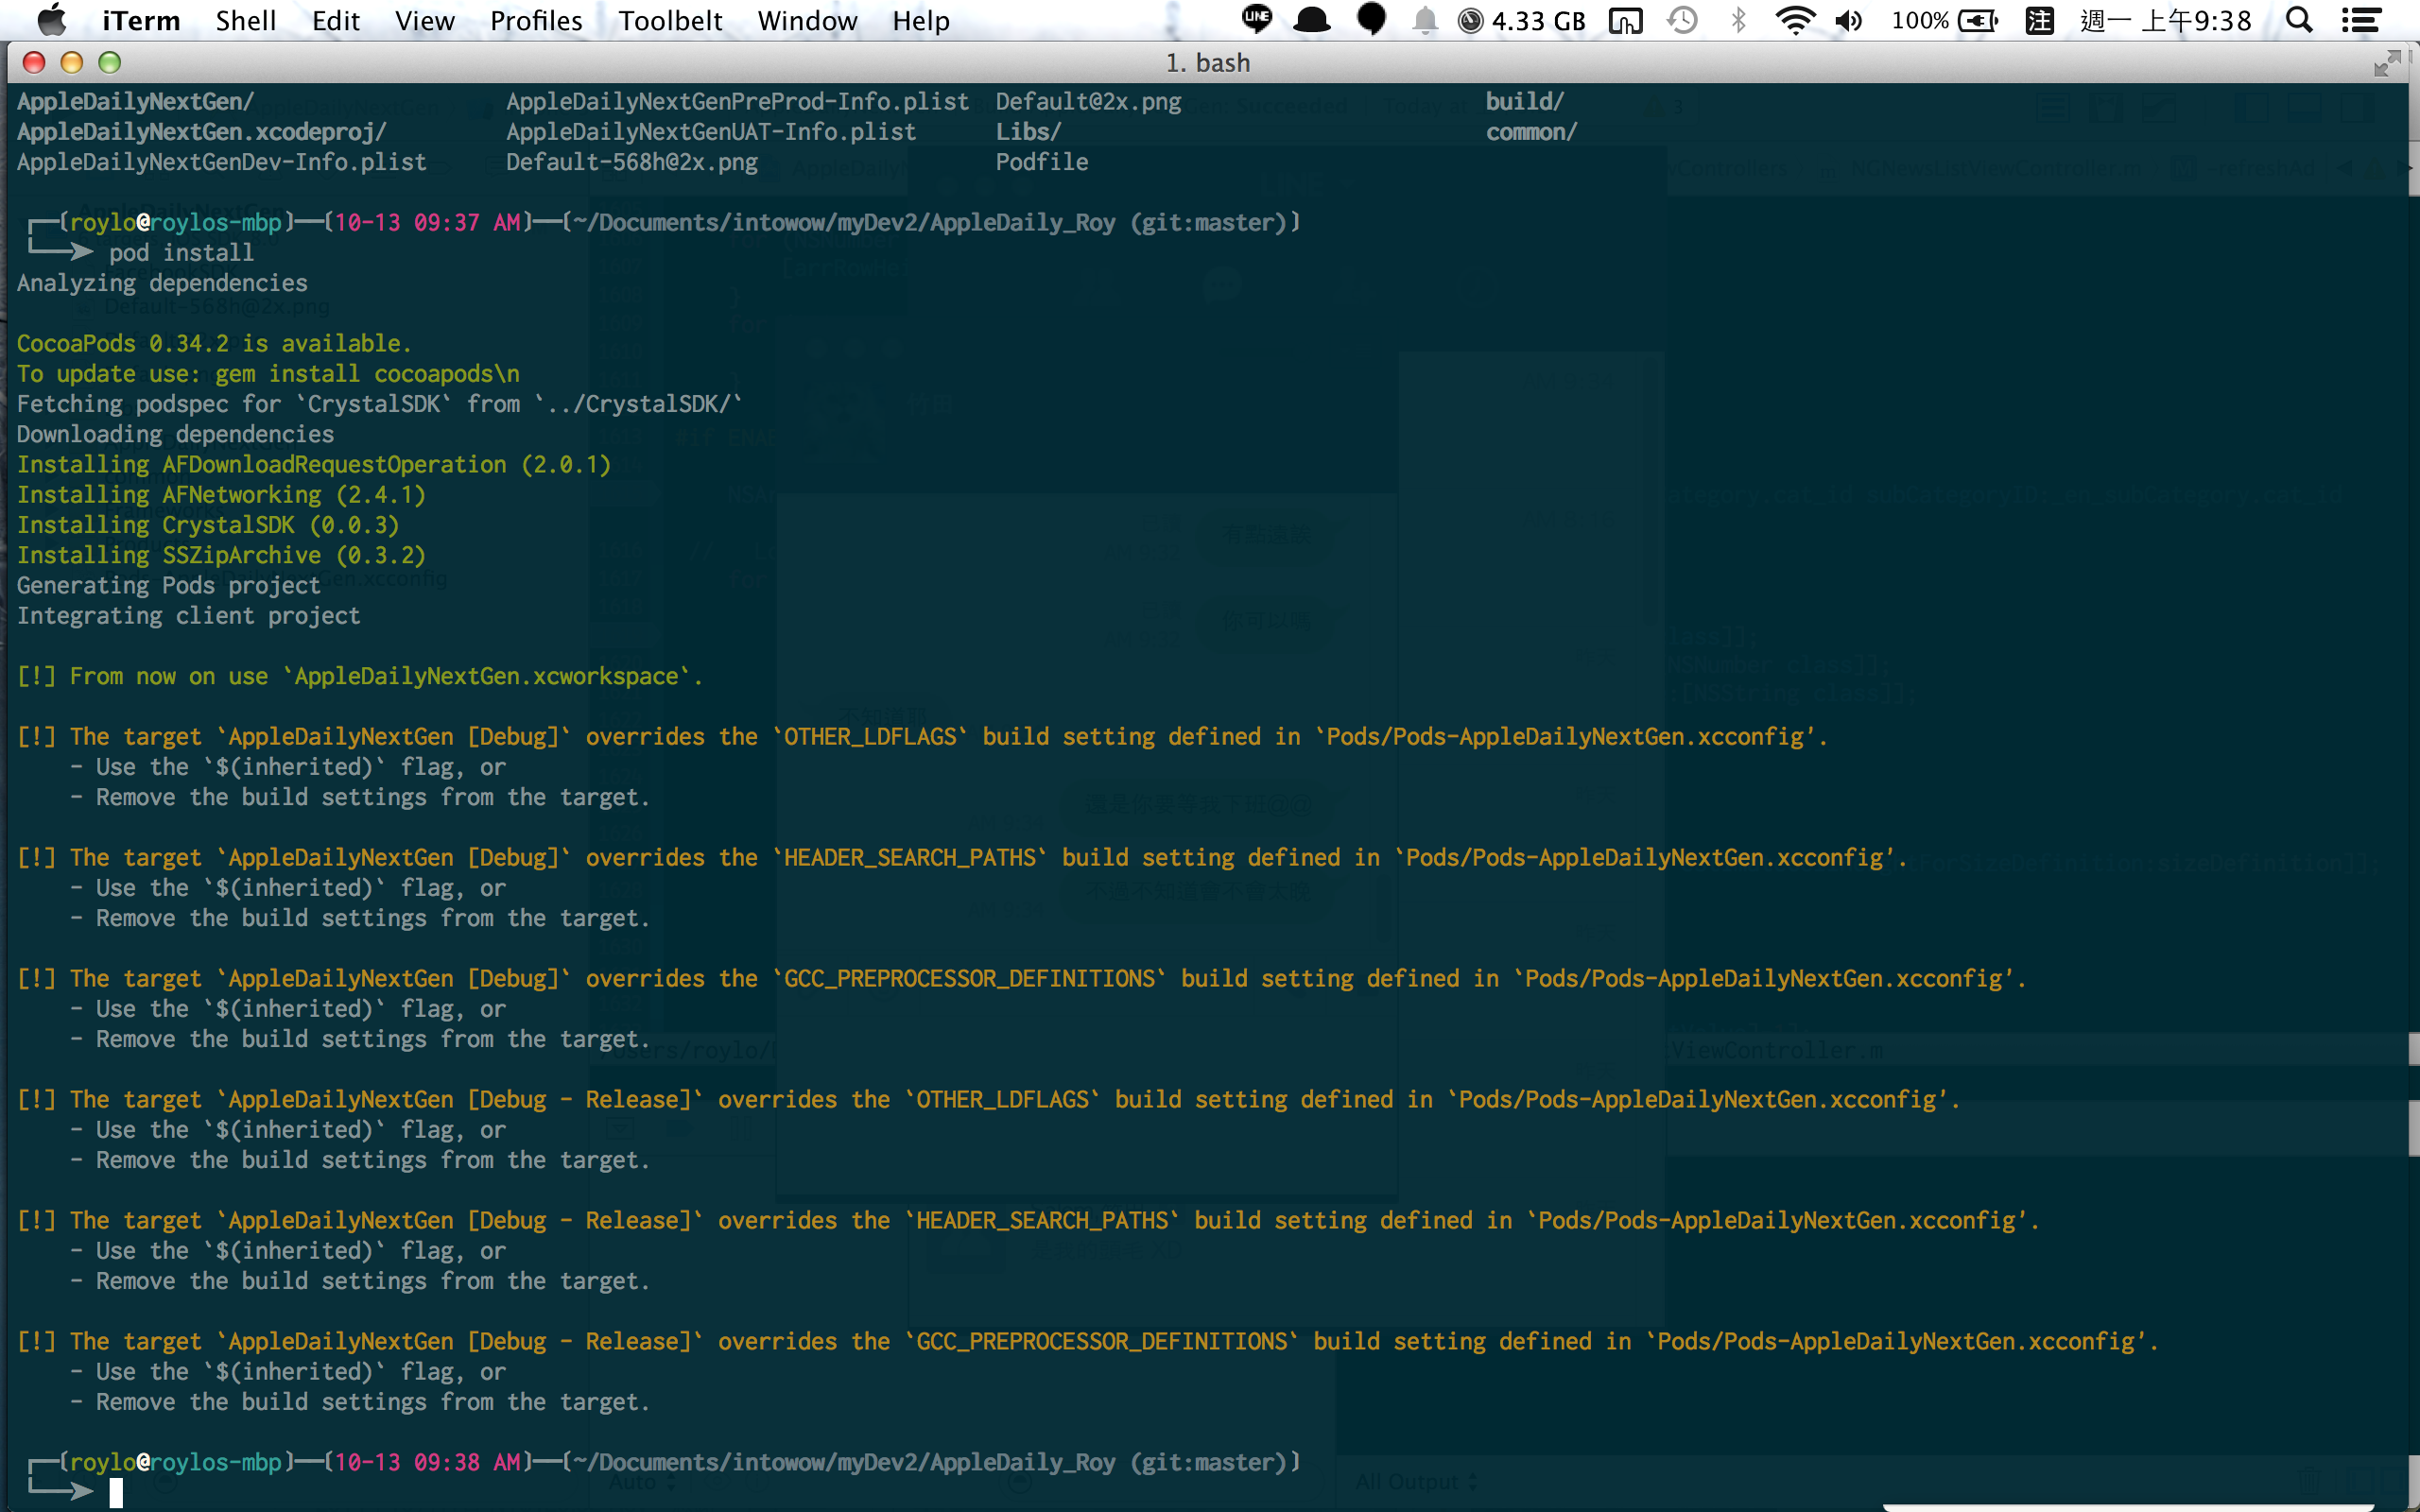 iTerm Shell Edit View Profiles Toolbelt Window Help LINE 4.33 GB 100% 注 週一 上午9:38
1. bash
AppleDailyNextGen/ AppleDailyNextGenPreProd-Info.plist Default@2x.png build/
AppleDailyNextGen.xcodeproj/ AppleDailyNextGenUAT-Info.plist Libs/ common/
AppleDailyNextGenDev-Info.plist Default-568h@2x.png Podfile
(roylo@roylos-mbp)—(10-13 09:37 AM)—(~/Documents/intowow/myDev2/AppleDaily_Roy (git:master))
pod install
Analyzing dependencies
CocoaPods 0.34.2 is available.
To update use: gem install cocoapods\n
Fetching podspec for `CrystalSDK` from `../CrystalSDK/`
Downloading dependencies
Installing AFDownloadRequestOperation (2.0.1)
Installing AFNetworking (2.4.1)
Installing CrystalSDK (0.0.3)
Installing SSZipArchive (0.3.2)
Generating Pods project
Integrating client project
[!] From now on use `AppleDailyNextGen.xcworkspace`.
[!] The target `AppleDailyNextGen [Debug]` overrides the `OTHER_LDFLAGS` build setting defined in `Pods/Pods-AppleDailyNextGen.xcconfig'.
- Use the `$(inherited)` flag, or
- Remove the build settings from the target.
[!] The target `AppleDailyNextGen [Debug]` overrides the `HEADER_SEARCH_PATHS` build setting defined in `Pods/Pods-AppleDailyNextGen.xcconfig'.
- Use the `$(inherited)` flag, or
- Remove the build settings from the target.
[!] The target `AppleDailyNextGen [Debug]` overrides the `GCC_PREPROCESSOR_DEFINITIONS` build setting defined in `Pods/Pods-AppleDailyNextGen.xcconfig'.
- Use the `$(inherited)` flag, or
- Remove the build settings from the target.
[!] The target `AppleDailyNextGen [Debug - Release]` overrides the `OTHER_LDFLAGS` build setting defined in `Pods/Pods-AppleDailyNextGen.xcconfig'.
- Use the `$(inherited)` flag, or
- Remove the build settings from the target.
[!] The target `AppleDailyNextGen [Debug - Release]` overrides the `HEADER_SEARCH_PATHS` build setting defined in `Pods/Pods-AppleDailyNextGen.xcconfig'.
- Use the `$(inherited)` flag, or
- Remove the build settings from the target.
[!] The target `AppleDailyNextGen [Debug - Release]` overrides the `GCC_PREPROCESSOR_DEFINITIONS` build setting defined in `Pods/Pods-AppleDailyNextGen.xcconfig'.
- Use the `$(inherited)` flag, or
- Remove the build settings from the target.
(roylo@roylos-mbp)—(10-13 09:38 AM)—(~/Documents/intowow/myDev2/AppleDaily_Roy (git:master))